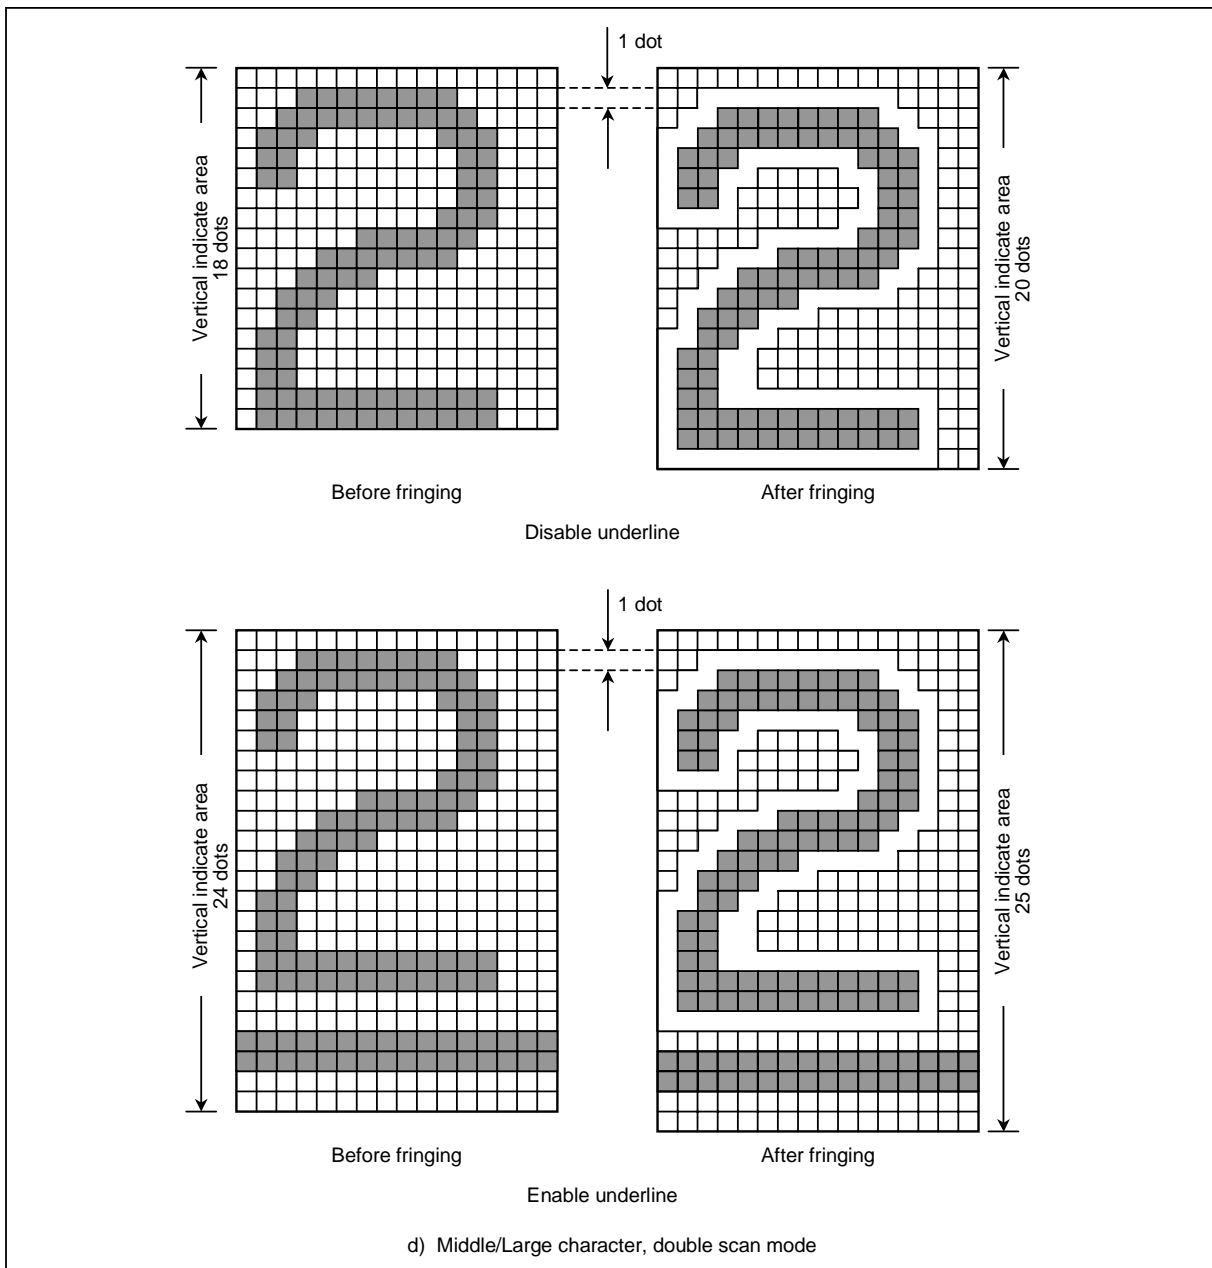 1 dot
Vertical indicate area
18 dots
Vertical indicate area
20 dots
Before fringing
After fringing
Disable underline
1 dot
Vertical indicate area
24 dots
Vertical indicate area
25 dots
Before fringing
After fringing
Enable underline
d) Middle/Large character, double scan mode